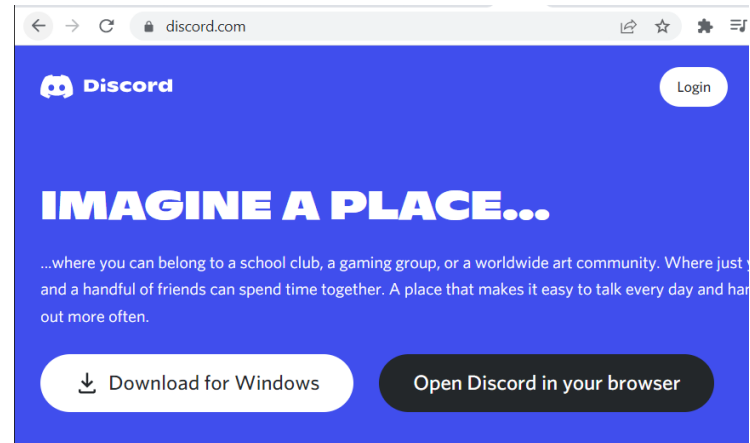 discord.com
Discord
Login
IMAGINE A PLACE...
...where you can belong to a school club, a gaming group, or a worldwide art community. Where just
and a handful of friends can spend time together. A place that makes it easy to talk every day and
out more often.
Download for Windows
Open Discord in your browser